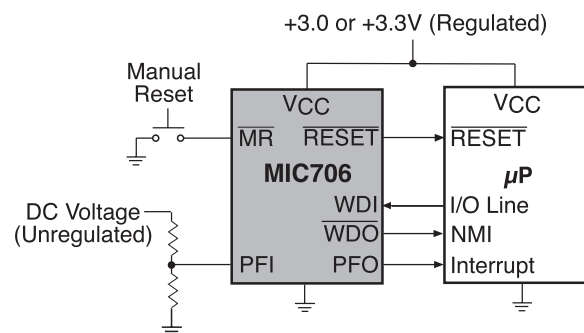 +3.0 or +3.3V (Regulated)
Manual
Reset
VCC
VCC
MR
RESET
RESET
MIC706
µP
DC Voltage
(Unregulated)
WDI
I/O Line
WDO
NMI
PFI
PFO
Interrupt